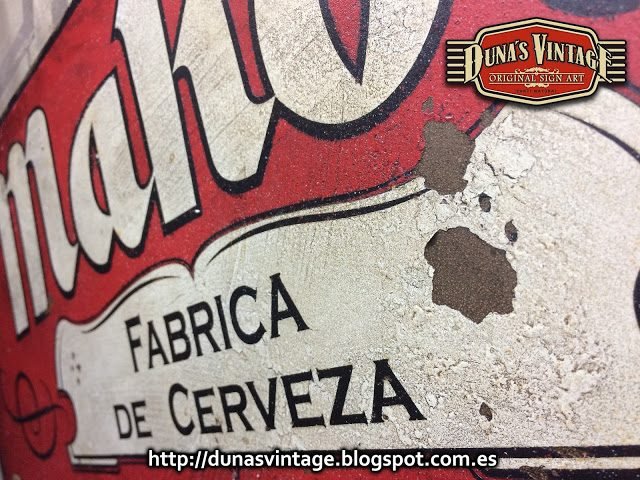 DUNA'S VINTAGE
ORIGINAL SIGN ART
maho
FABRICA
DE CERVEZA
http://dunasvintage.blogspot.com.es